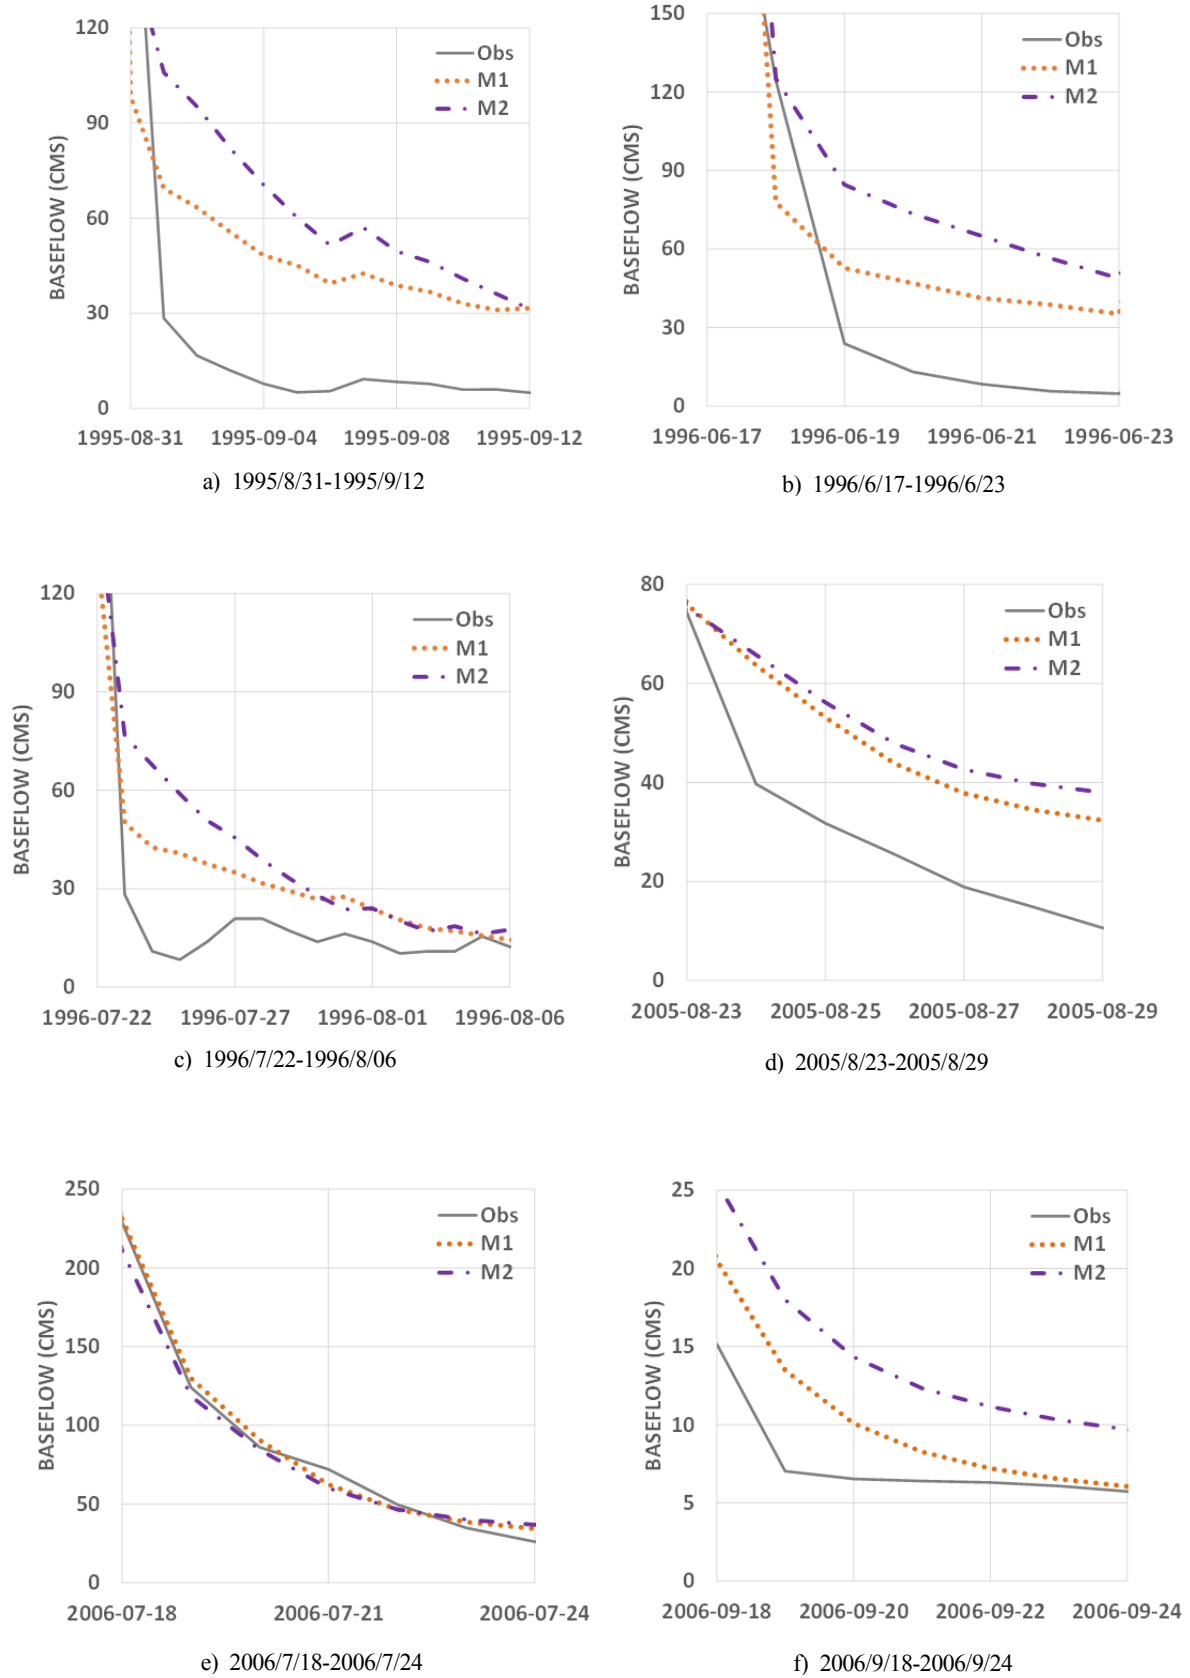 120
90
60
30
0
BASEFLOW (CMS)
Obs
M1
M2
1995-08-31 1995-09-04 1995-09-08 1995-09-12
a) 1995/8/31-1995/9/12
150
120
90
60
30
0
BASEFLOW (CMS)
Obs
M1
M2
1996-06-17 1996-06-19 1996-06-21 1996-06-23
b) 1996/6/17-1996/6/23
120
90
60
30
0
BASEFLOW (CMS)
Obs
M1
M2
1996-07-22 1996-07-27 1996-08-01 1996-08-06
c) 1996/7/22-1996/8/06
80
60
40
20
0
BASEFLOW (CMS)
Obs
M1
M2
2005-08-23 2005-08-25 2005-08-27 2005-08-29
d) 2005/8/23-2005/8/29
250
200
150
100
50
0
BASEFLOW (CMS)
Obs
M1
M2
2006-07-18 2006-07-21 2006-07-24
e) 2006/7/18-2006/7/24
25
20
15
10
5
0
BASEFLOW (CMS)
Obs
M1
M2
2006-09-18 2006-09-20 2006-09-22 2006-09-24
f) 2006/9/18-2006/9/24